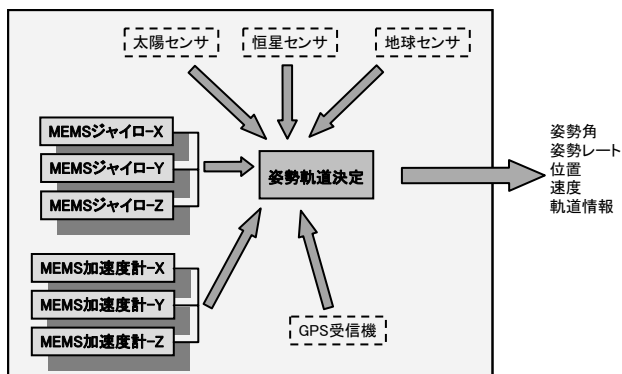 太陽センサ
恒星センサ
地球センサ
MEMSジャイロ-X
MEMSジャイロ-Y
MEMSジャイロ-Z
姿勢軌道決定
姿勢角
姿勢レート
位置
速度
軌道情報
MEMS加速度計-X
MEMS加速度計-Y
MEMS加速度計-Z
GPS受信機